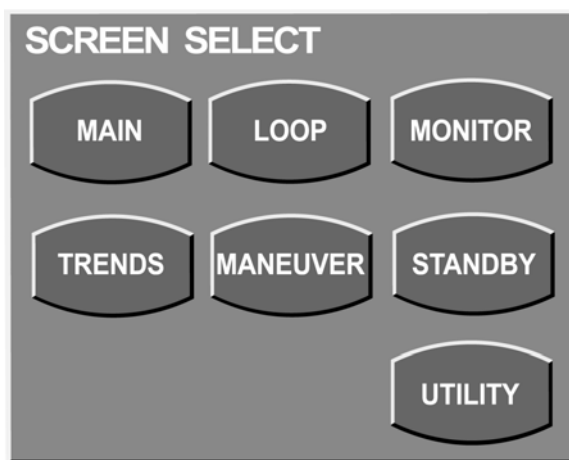 SCREEN SELECT
MAIN LOOP MONITOR
TRENDS MANEUVER STANDBY
UTILITY